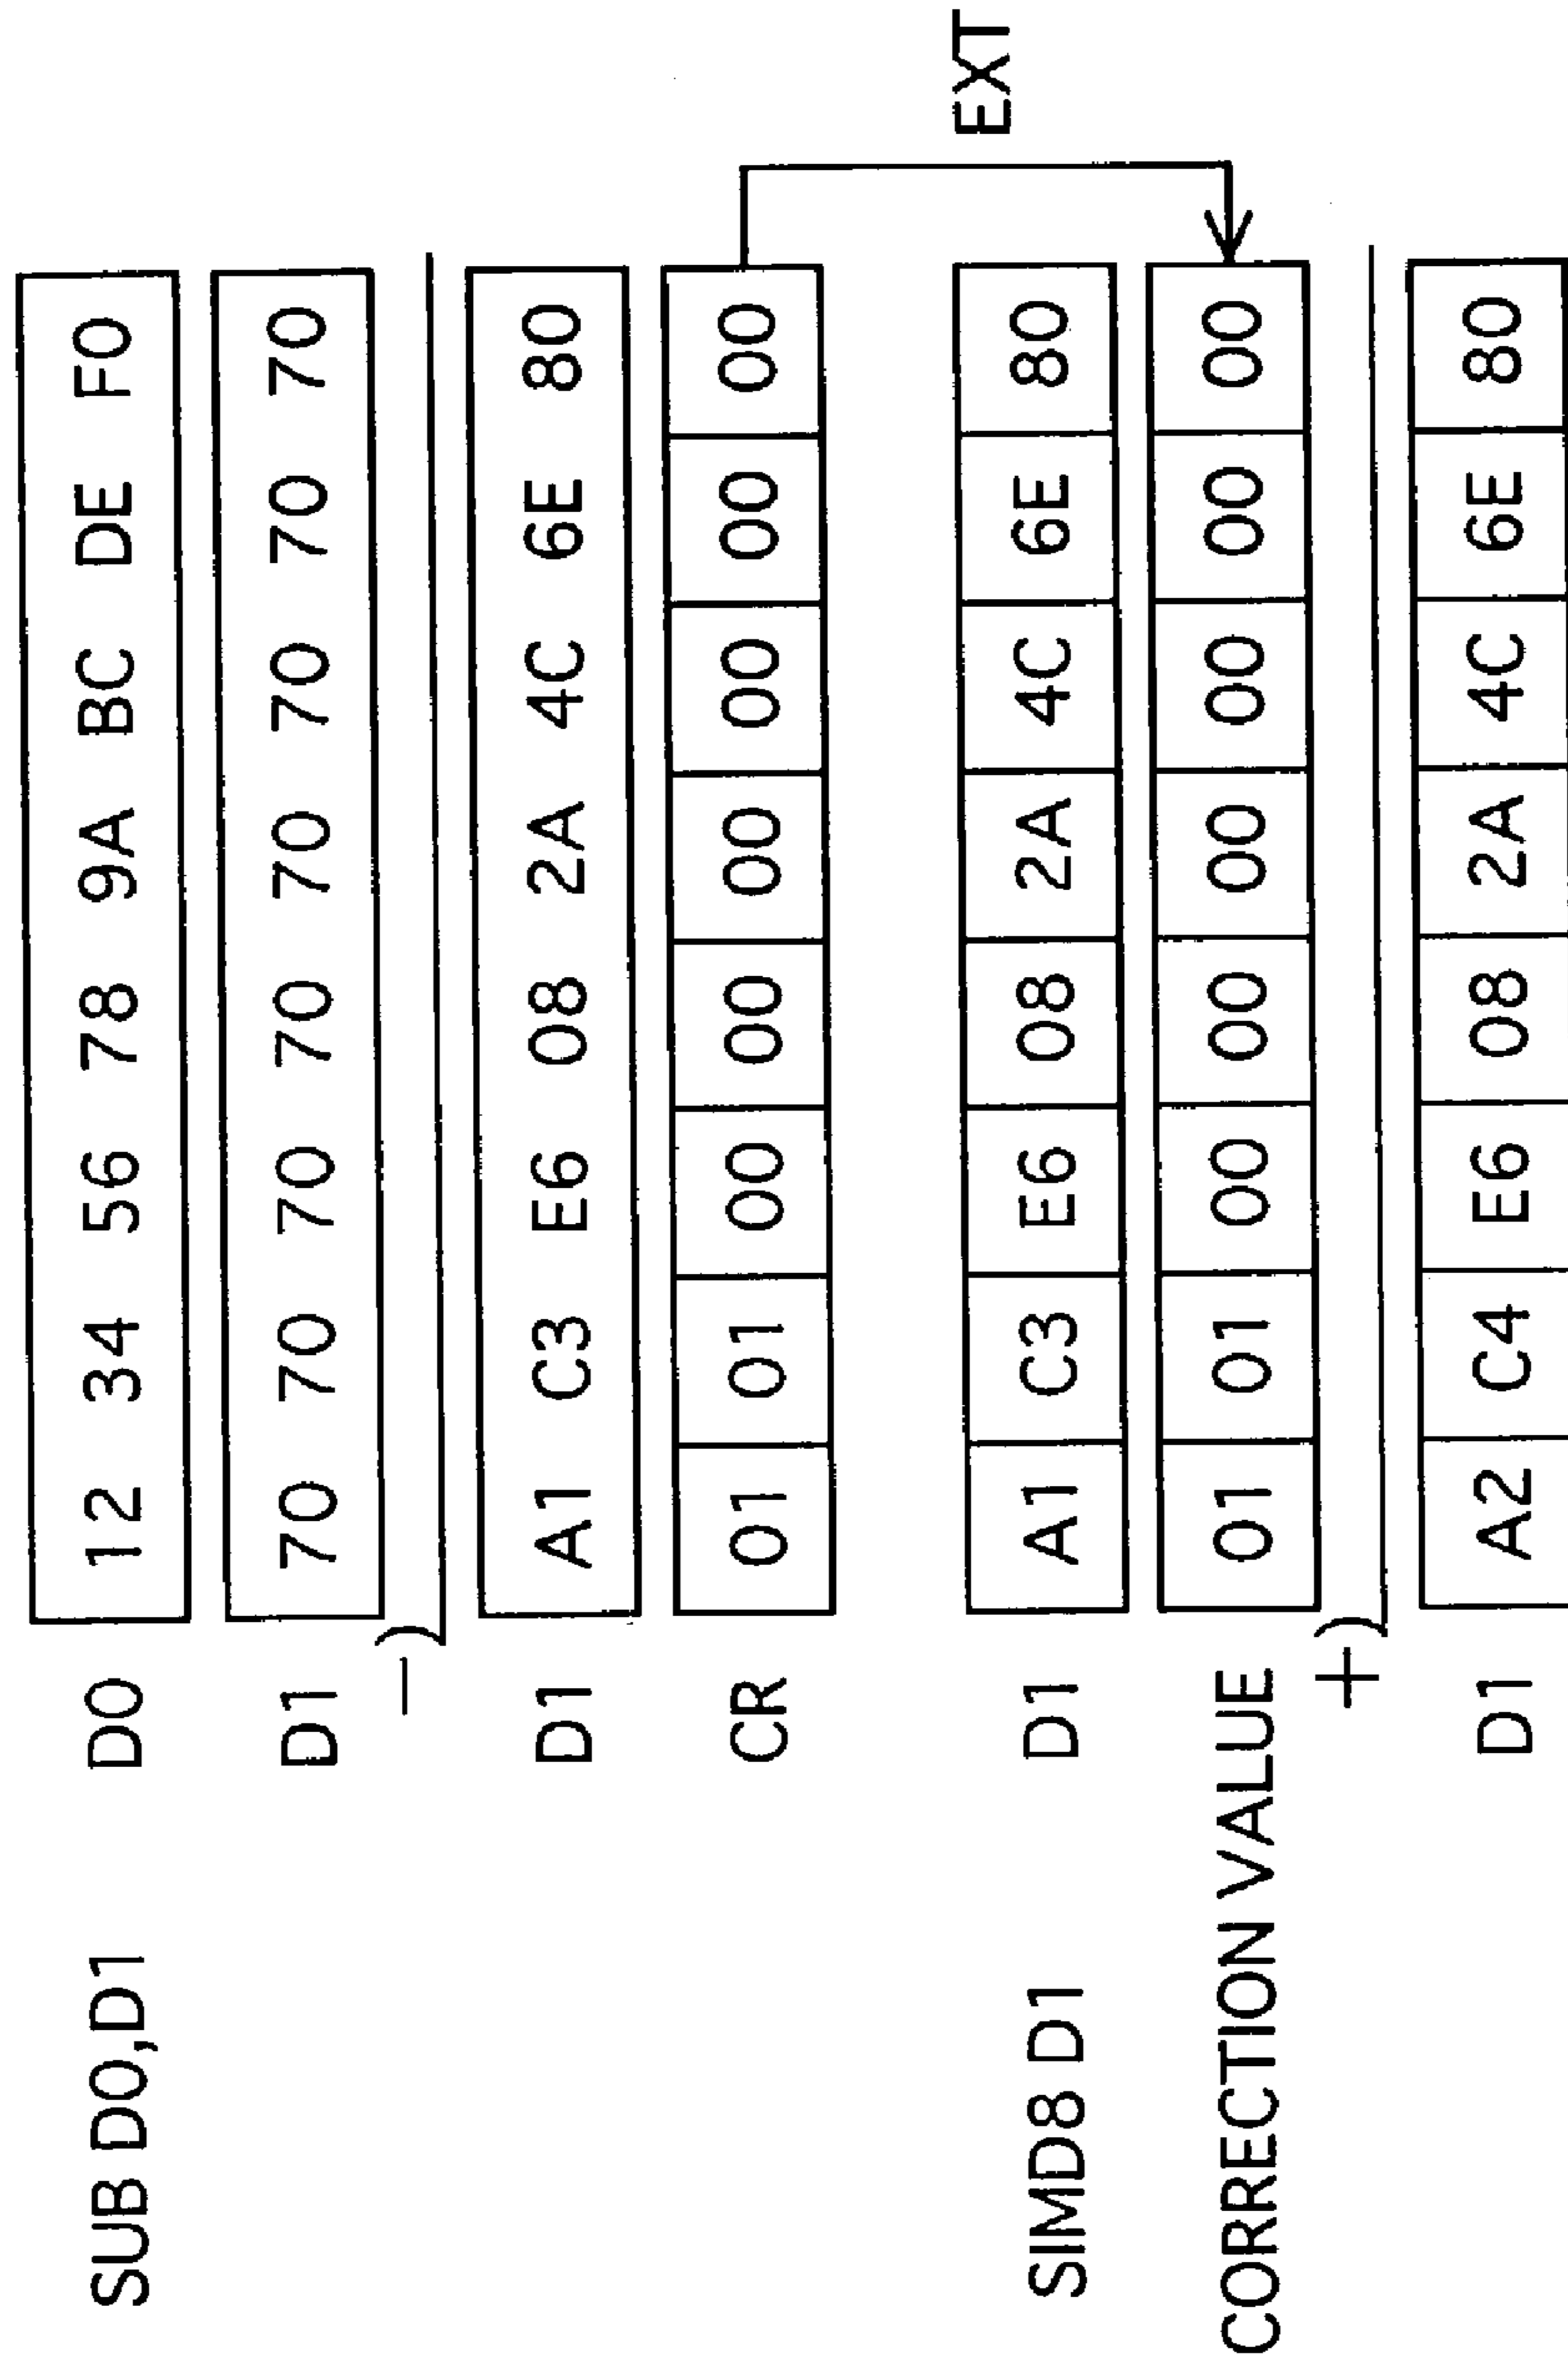 SUB D0,D1 D0 12 34 56 78 9A BC DE F0
D1 70 70 70 70 70 70 70 70
−)
D1 A1 C3 E6 08 2A 4C 6E 80
CR 01 01 00 00 00 00 00 00
EXT
SIMD8 D1 D1 A1 C3 E6 08 2A 4C 6E 80
CORRECTION VALUE 01 01 00 00 00 00 00 00
+)
D1 A2 C4 E6 08 2A 4C 6E 80